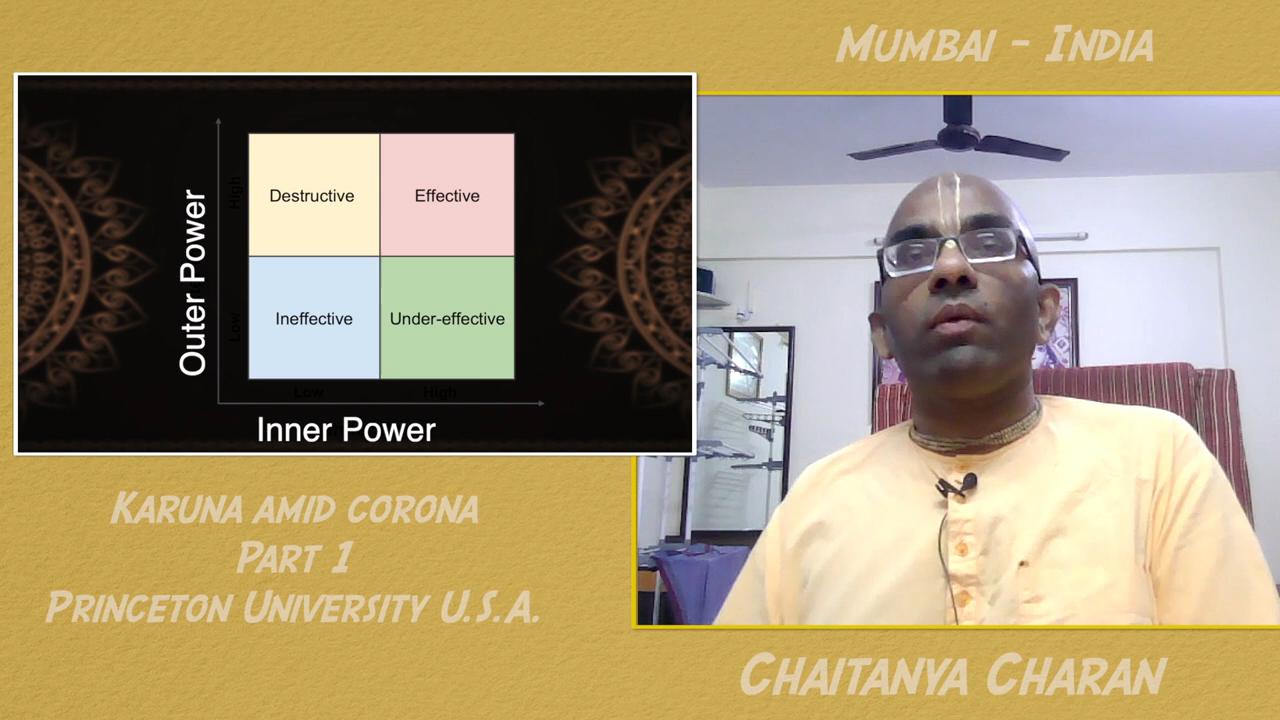 MUMBAI - INDIA
Outer Power
High
Low
Destructive
Effective
Ineffective
Under-effective
Low
High
Inner Power
KARUNA AMID CORONA
PART 1
PRINCETON UNIVERSITY U.S.A.
CHAITANYA CHARAN